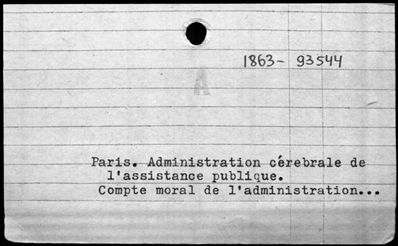 1863- 93544
A
Paris. Administration cérebrale de
l'assistance publique.
Compte moral de l'administration...